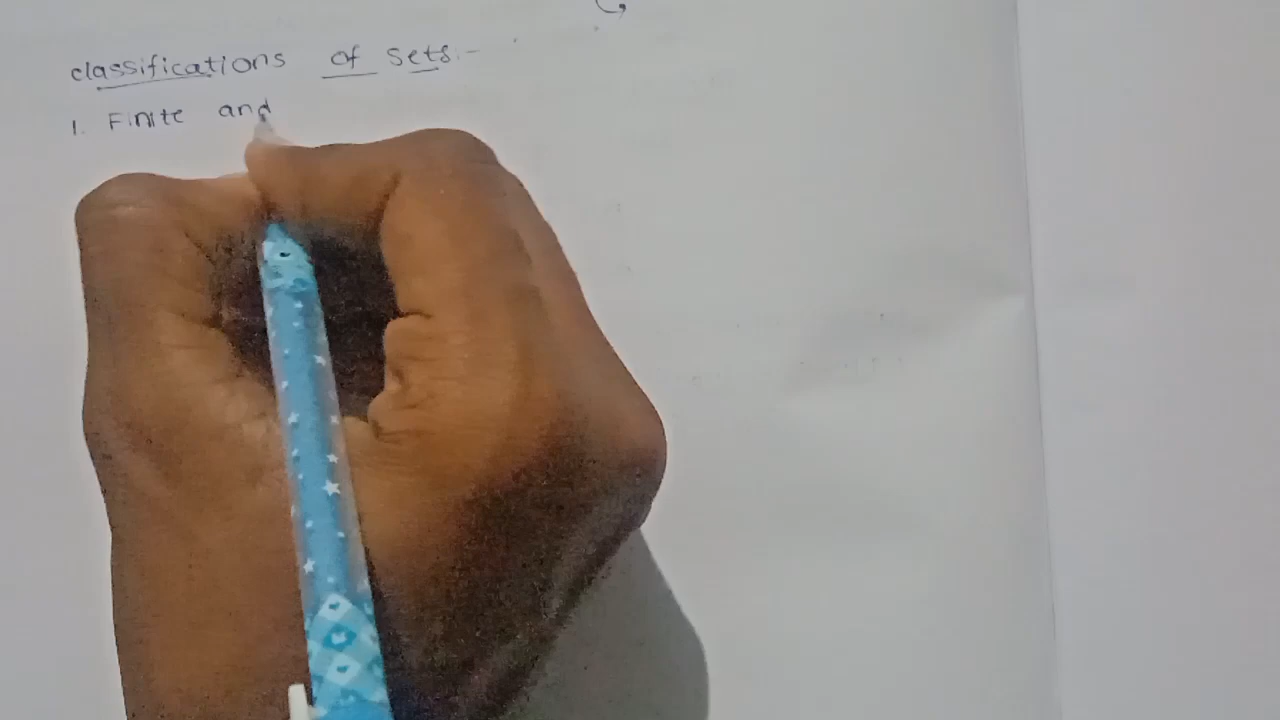 classifications of sets:-
1. Finite and